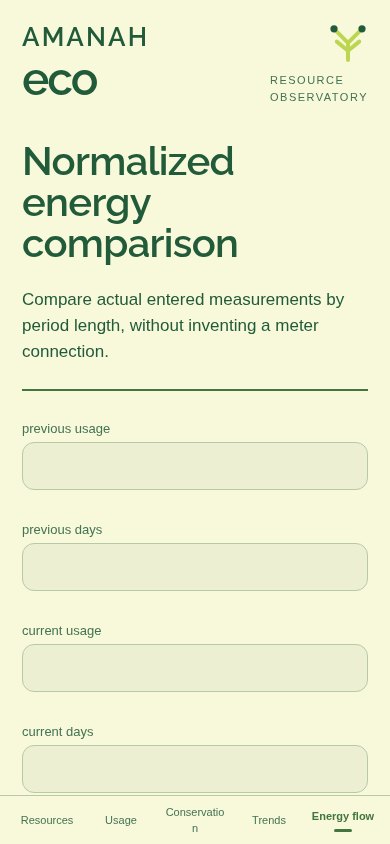 AMANAH
eco
RESOURCE
OBSERVATORY
Normalized
energy
comparison
Compare actual entered measurements by
period length, without inventing a meter
connection.
previous usage
previous days
current usage
current days
Resources
Usage
Conservatio
n
Trends
Energy flow